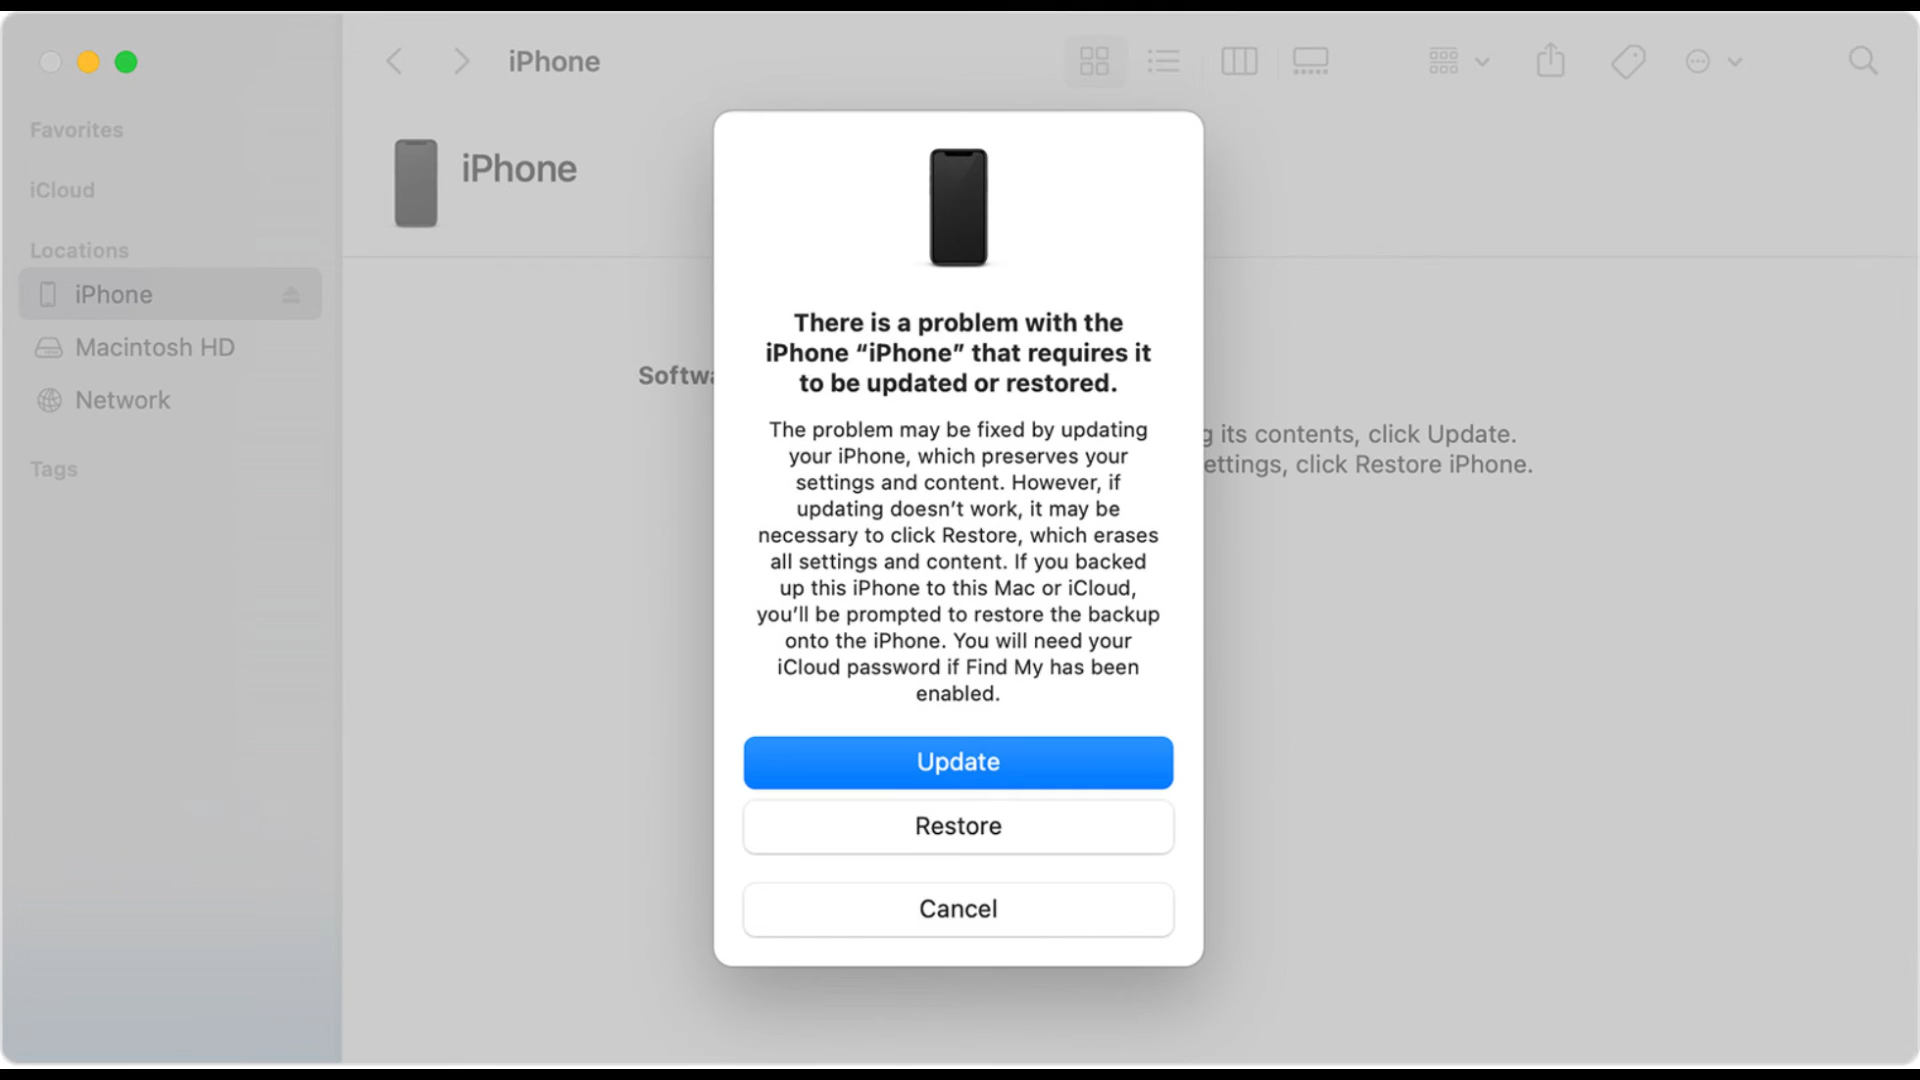 iPhone
Favorites
iCloud
Locations
iPhone
Macintosh HD
Network
Tags
iPhone
There is a problem with the
iPhone “iPhone” that requires it
to be updated or restored.
The problem may be fixed by updating
your iPhone, which preserves your
settings and content. However, if
updating doesn’t work, it may be
necessary to click Restore, which erases
all settings and content. If you backed
up this iPhone to this Mac or iCloud,
you’ll be prompted to restore the backup
onto the iPhone. You will need your
iCloud password if Find My has been
enabled.
Update
Restore
Cancel
its contents, click Update.
click Restore iPhone.